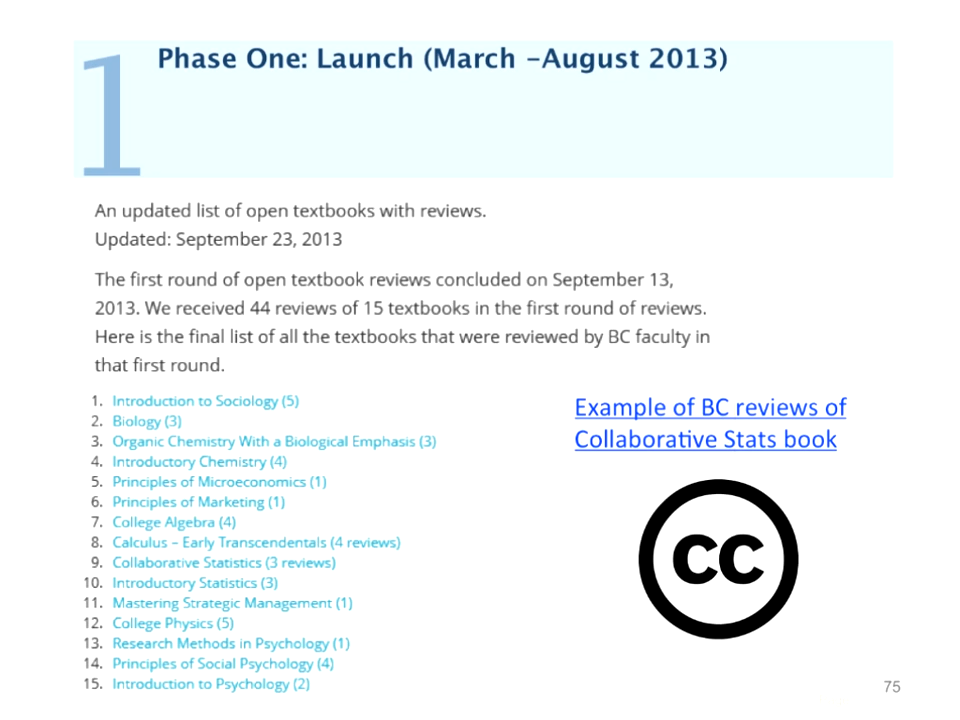 1
Phase One: Launch (March –August 2013)
An updated list of open textbooks with reviews.
Updated: September 23, 2013
The first round of open textbook reviews concluded on September 13,
2013. We received 44 reviews of 15 textbooks in the first round of reviews.
Here is the final list of all the textbooks that were reviewed by BC faculty in
that first round.
1. Introduction to Sociology (5)
2. Biology (3)
3. Organic Chemistry With a Biological Emphasis (3)
4. Introductory Chemistry (4)
5. Principles of Microeconomics (1)
6. Principles of Marketing (1)
7. College Algebra (4)
8. Calculus – Early Transcendentals (4 reviews)
9. Collaborative Statistics (3 reviews)
10. Introductory Statistics (3)
11. Mastering Strategic Management (1)
12. College Physics (5)
13. Research Methods in Psychology (1)
14. Principles of Social Psychology (4)
15. Introduction to Psychology (2)
Example of BC reviews of
Collaborative Stats book
cc
75